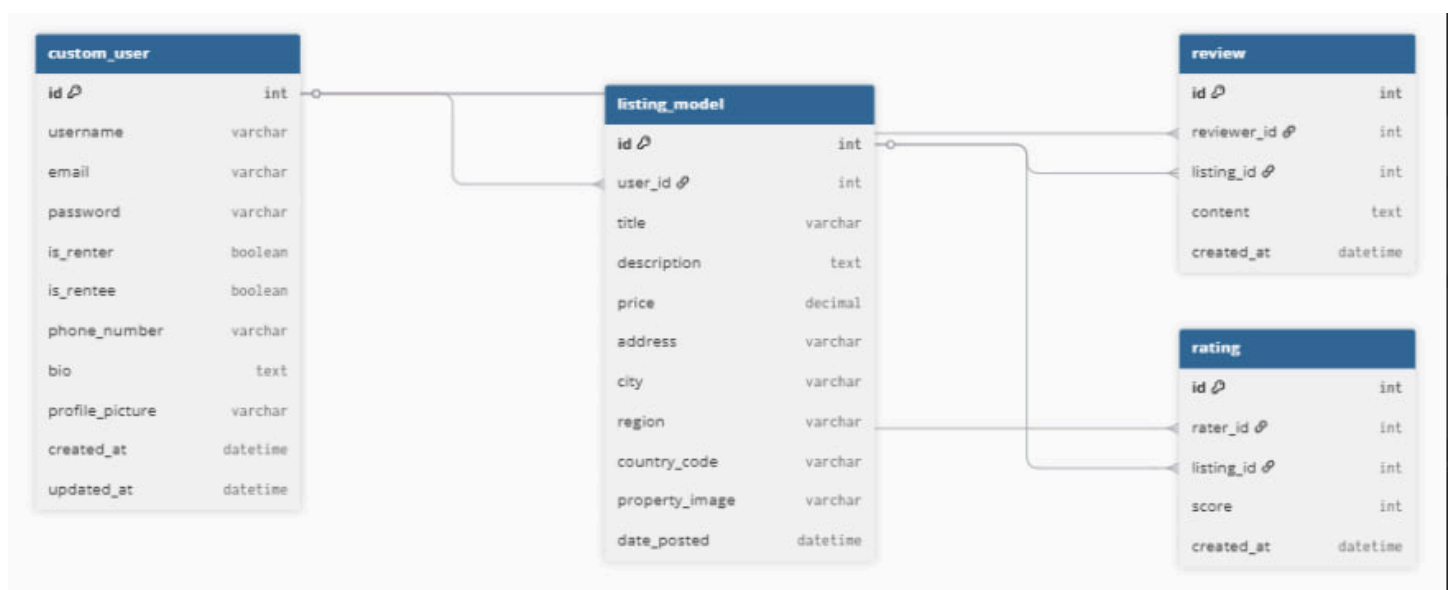 custom_user
id int
username varchar
email varchar
password varchar
is_renter boolean
is_rentee boolean
phone_number varchar
bio text
profile_picture varchar
created_at datetime
updated_at datetime
listing_model
id int
user_id int
title varchar
description text
price decimal
address varchar
city varchar
region varchar
country_code varchar
property_image varchar
date_posted datetime
review
id int
reviewer_id int
listing_id int
content text
created_at datetime
rating
id int
rater_id int
listing_id int
score int
created_at datetime